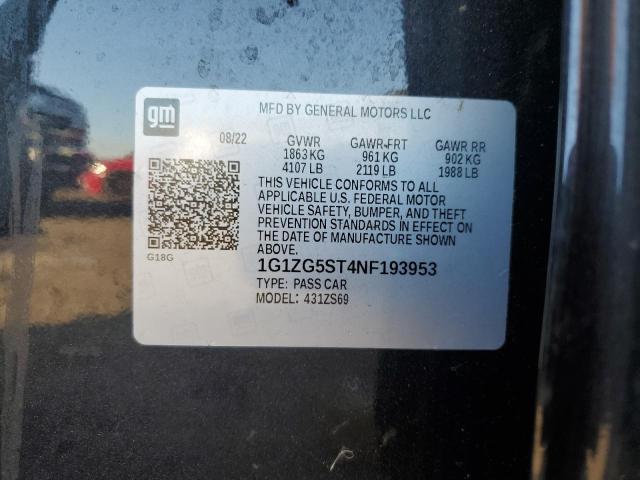 gm
MFD BY GENERAL MOTORS LLC
08/22 GVWR GAWR FRT GAWR RR
1863 KG 961 KG 902 KG
4107 LB 2119 LB 1988 LB
THIS VEHICLE CONFORMS TO ALL
APPLICABLE U.S. FEDERAL MOTOR
VEHICLE SAFETY, BUMPER, AND THEFT
PREVENTION STANDARDS IN EFFECT ON
THE DATE OF MANUFACTURE SHOWN
ABOVE.
G18G
1G1ZG5ST4NF193953
TYPE: PASS CAR
MODEL: 431ZS69